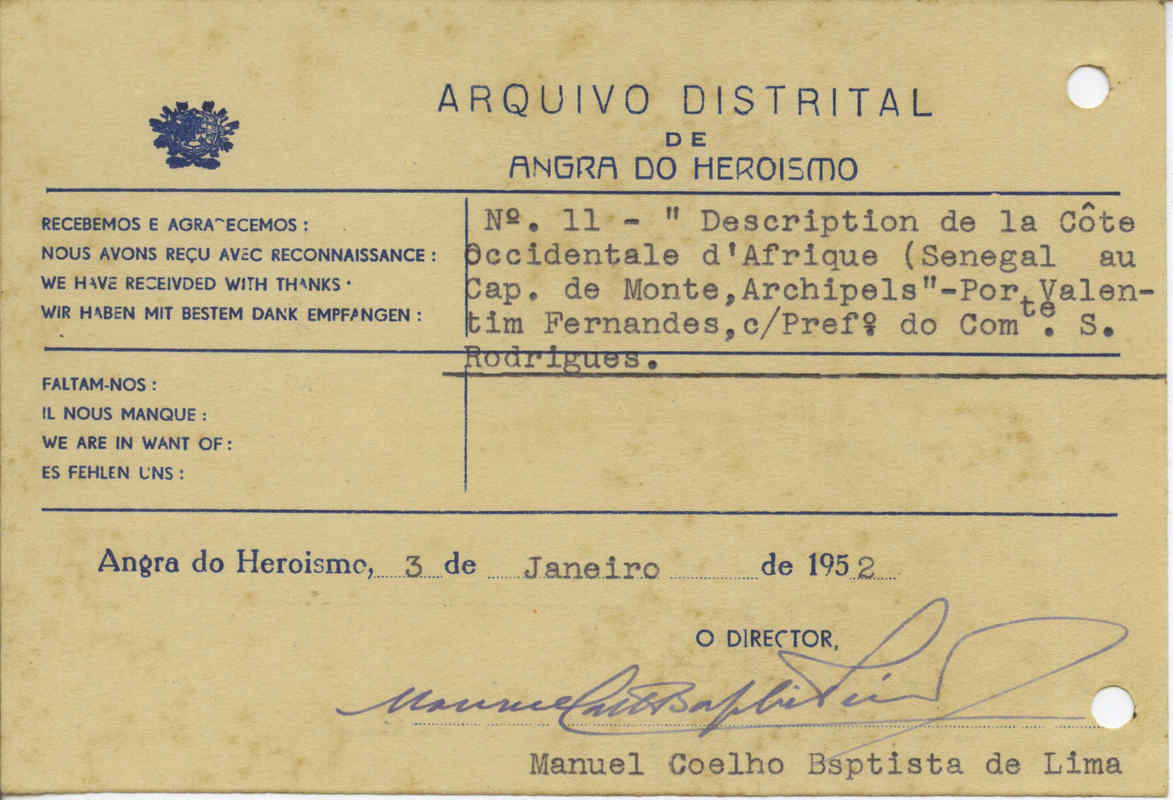 ARQUIVO DISTRITAL
DE
ANGRA DO HEROISMO
RECEBEMOS E AGRADECEMOS :
NOUS AVONS REÇU AVEC RECONNAISSANCE :
WE HAVE RECEIVDED WITH THANKS :
WIR HABEN MIT BESTEM DANK EMPFANGEN :
Nº. 11 - " Description de la Côte
Occidentale d'Afrique (Senegal au
Cap. de Monte,Archipels"-Por Valen-
tim Fernandes,c/Prefº do Comte. S.
Rodrigues.
FALTAM-NOS :
IL NOUS MANQUE :
WE ARE IN WANT OF :
ES FEHLEN UNS :
Angra do Heroismo, 3 de Janeiro de 1952
O DIRECTOR,
Manuel Coelho Bsptista de Lima